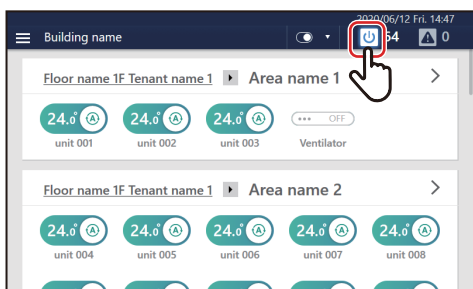 2020/06/12 Fri. 14:47
Building name 64 0
Floor name 1F Tenant name 1 Area name 1
24.0° A 24.0° A 24.0° A OFF
unit 001 unit 002 unit 003 Ventilator
Floor name 1F Tenant name 1 Area name 2
24.0° A 24.0° A 24.0° A 24.0° A 24.0° A
unit 004 unit 005 unit 006 unit 007 unit 008